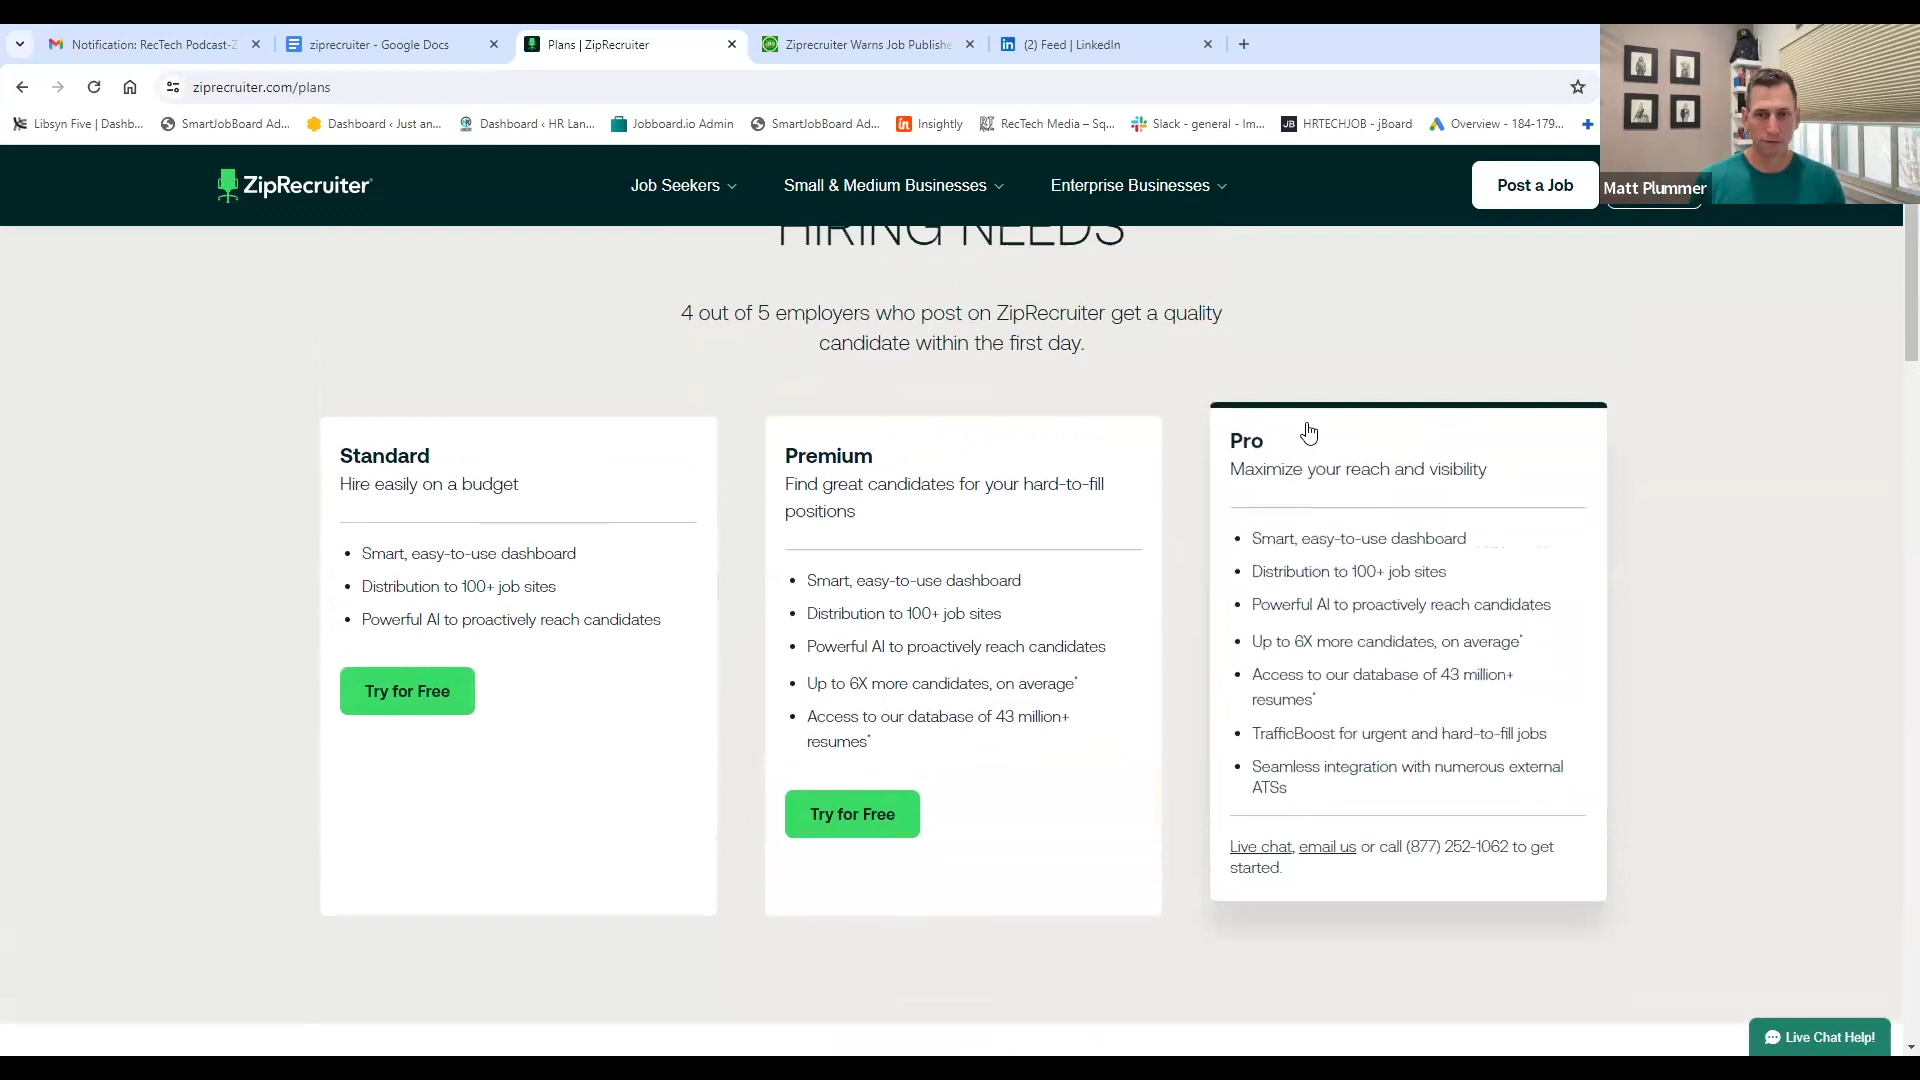 Notification: RecTech Podcast-Z
ziprecruiter - Google Docs
Plans | ZipRecruiter
Ziprecruiter Warns Job Publishe
(2) Feed | LinkedIn
ziprecruiter.com/plans
Libsyn Five | Dashb...
SmartJobBoard Ad...
Dashboard ‹ Just an...
Dashboard ‹ HR Lan...
Jobboard.io Admin
SmartJobBoard Ad...
Insightly
RecTech Media – Sq...
Slack - general - Im...
HRTECHJOB - jBoard
Overview - 184-179...
ZipRecruiter
Job Seekers
Small & Medium Businesses
Enterprise Businesses
Post a Job
Matt Plummer
HIRING NEEDS
4 out of 5 employers who post on ZipRecruiter get a quality
candidate within the first day.
Standard
Hire easily on a budget
Smart, easy-to-use dashboard
Distribution to 100+ job sites
Powerful AI to proactively reach candidates
Try for Free
Premium
Find great candidates for your hard-to-fill
positions
Smart, easy-to-use dashboard
Distribution to 100+ job sites
Powerful AI to proactively reach candidates
Up to 6X more candidates, on average*
Access to our database of 43 million+
resumes*
Try for Free
Pro
Maximize your reach and visibility
Smart, easy-to-use dashboard
Distribution to 100+ job sites
Powerful AI to proactively reach candidates
Up to 6X more candidates, on average*
Access to our database of 43 million+
resumes*
TrafficBoost for urgent and hard-to-fill jobs
Seamless integration with numerous external
ATSs
Live chat, email us or call (877) 252-1062 to get
started.
Live Chat Help!